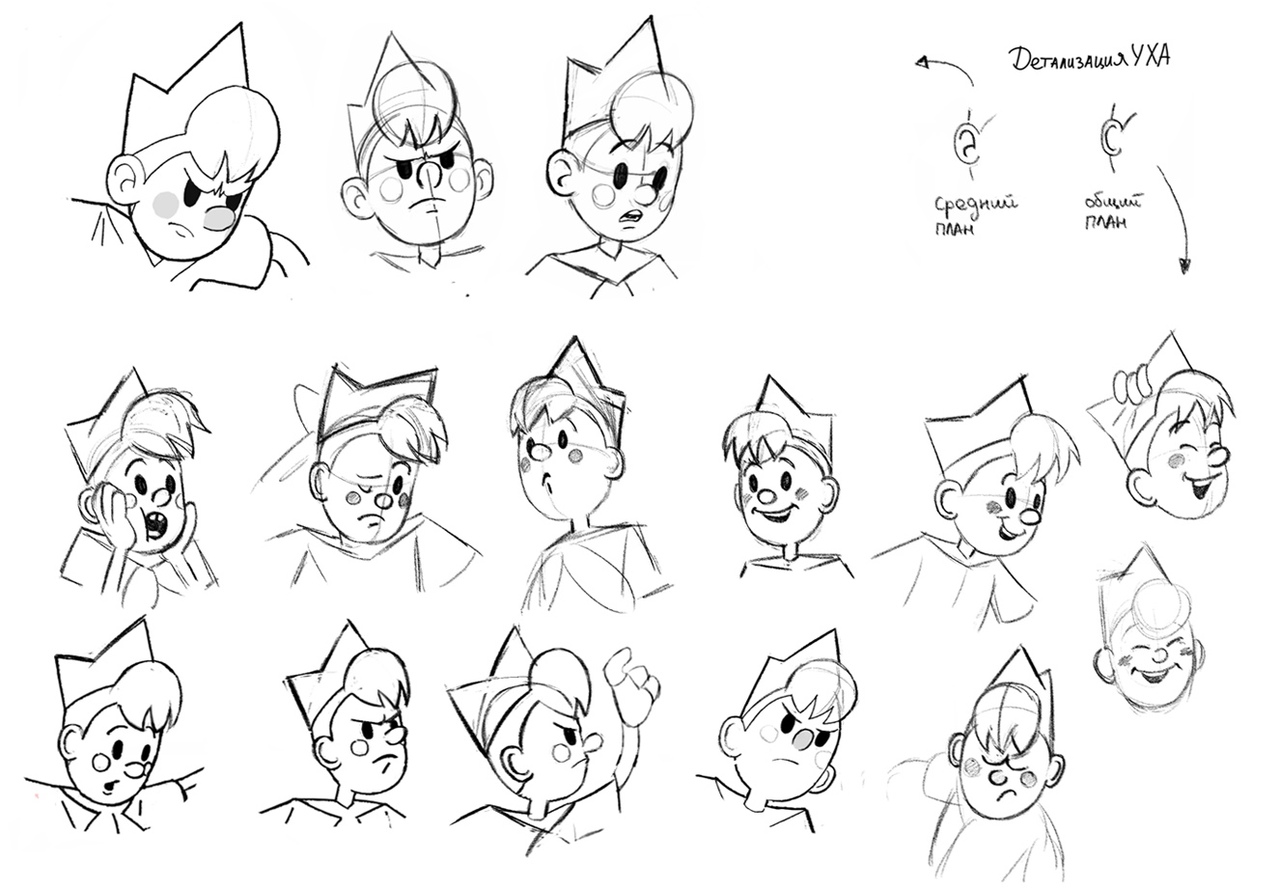 Детализация УХА
средний
план
общий
план